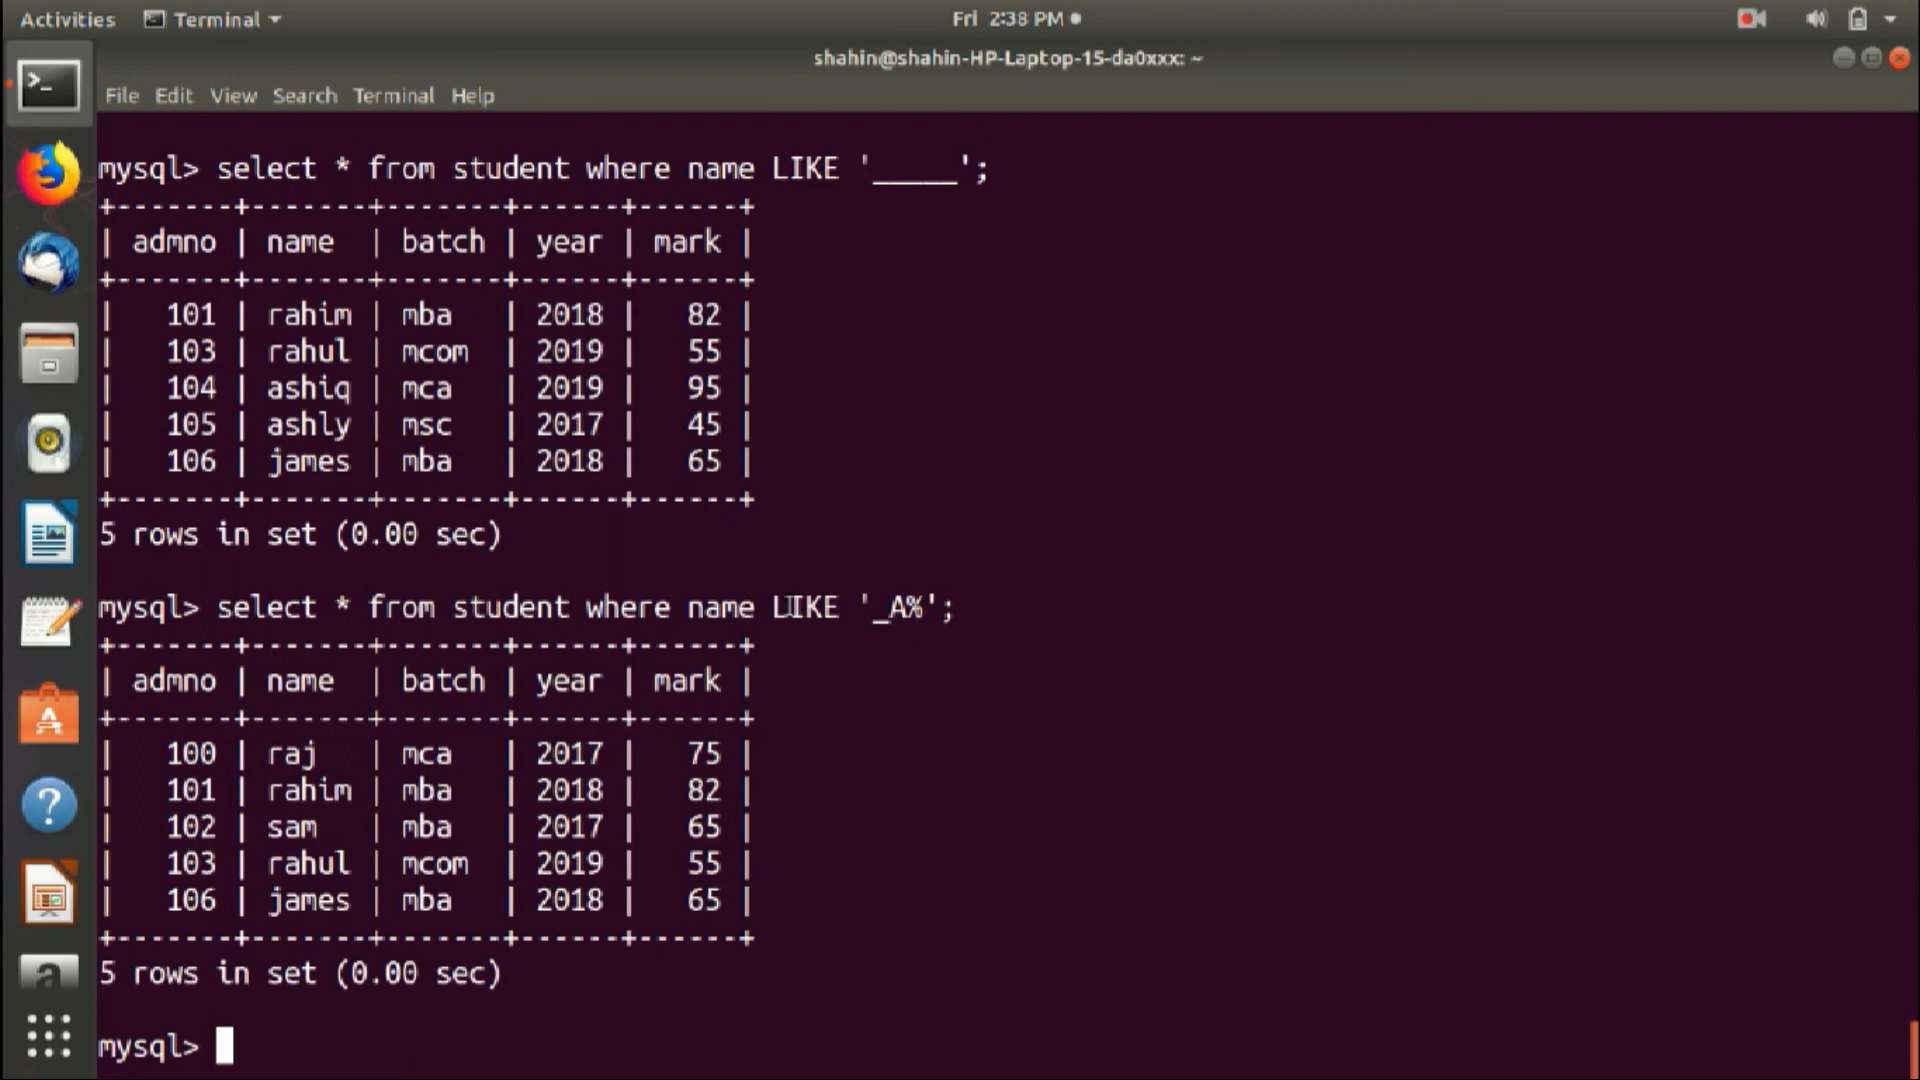 Activities Terminal Fri 2:38 PM
shahin@shahin-HP-Laptop-15-da0xxx: ~
File Edit View Search Terminal Help
mysql> select * from student where name LIKE '_____';
+-------+-------+-------+------+------+
| admno | name  | batch | year | mark |
+-------+-------+-------+------+------+
|   101 | rahim | mba   | 2018 |   82 |
|   103 | rahul | mcom  | 2019 |   55 |
|   104 | ashiq | mca   | 2019 |   95 |
|   105 | ashly | msc   | 2017 |   45 |
|   106 | james | mba   | 2018 |   65 |
+-------+-------+-------+------+------+
5 rows in set (0.00 sec)
mysql> select * from student where name LIKE '_A%';
+-------+-------+-------+------+------+
| admno | name  | batch | year | mark |
+-------+-------+-------+------+------+
|   100 | raj   | mca   | 2017 |   75 |
|   101 | rahim | mba   | 2018 |   82 |
|   102 | sam   | mba   | 2017 |   65 |
|   103 | rahul | mcom  | 2019 |   55 |
|   106 | james | mba   | 2018 |   65 |
+-------+-------+-------+------+------+
5 rows in set (0.00 sec)
mysql>